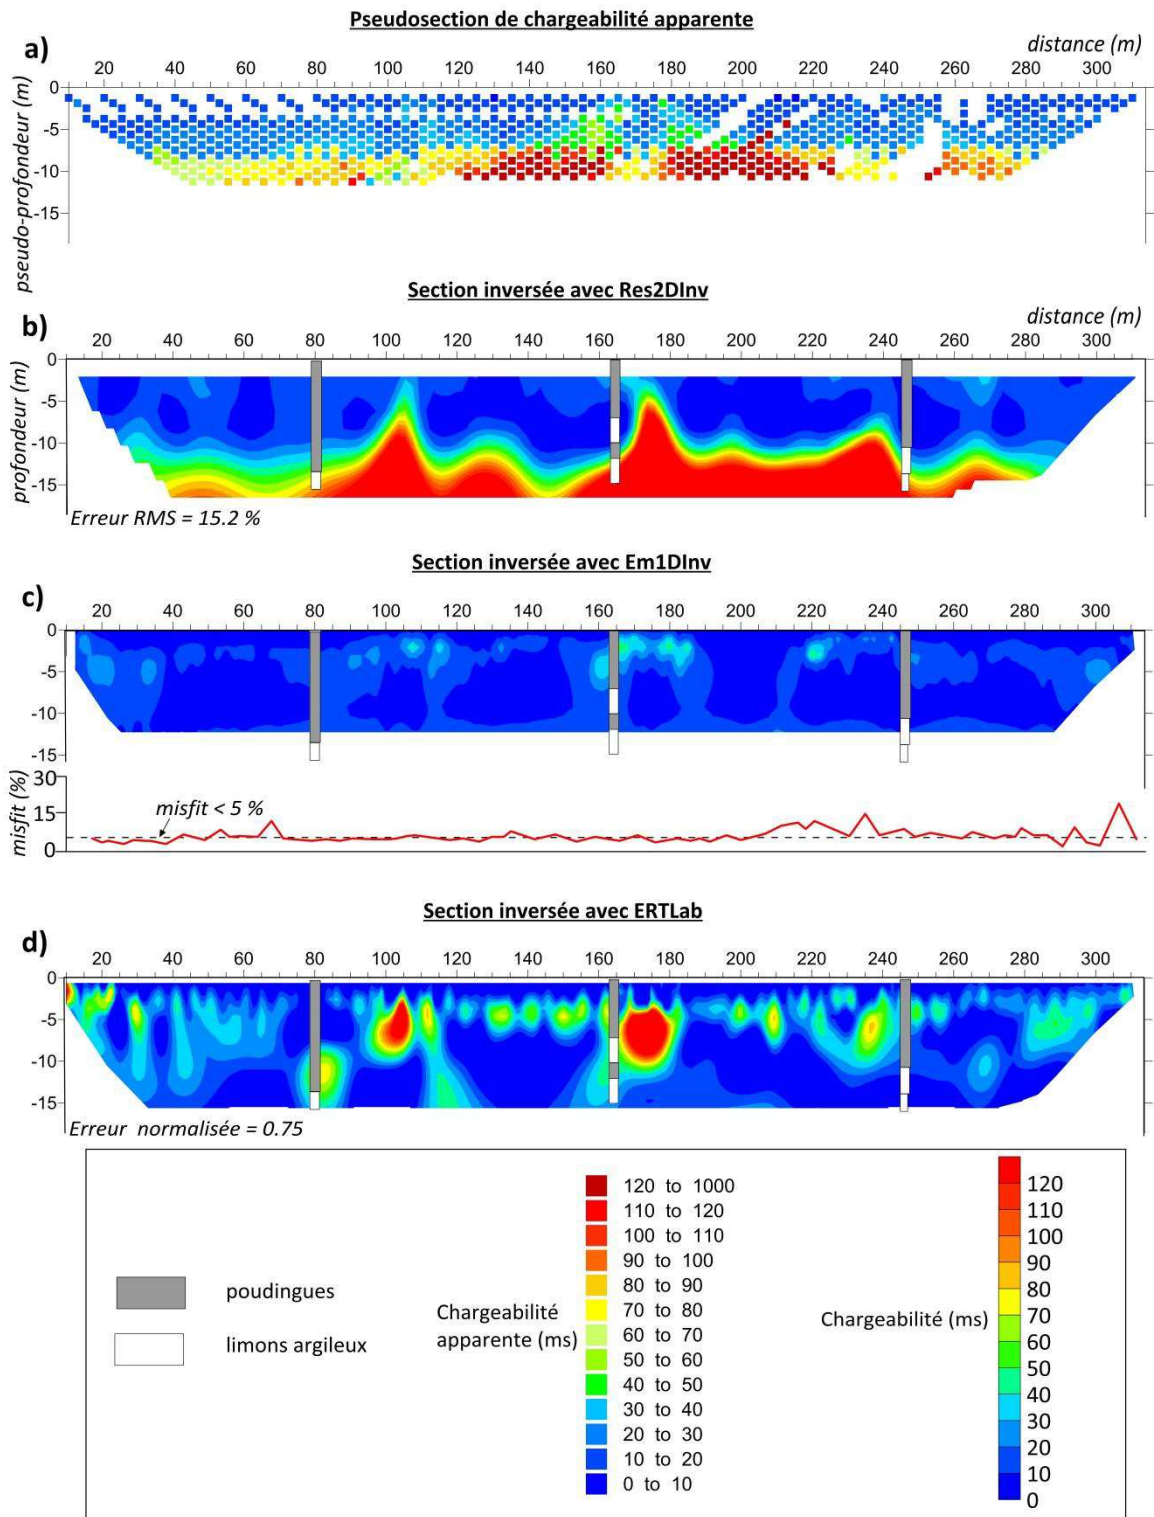 Pseudosection de chargeabilité apparente
a)
distance (m)
20 40 60 80 100 120 140 160 180 200 220 240 260 280 300
pseudo-profondeur (m)
0
-5
-10
-15
Section inversée avec Res2DInv
b)
distance (m)
20 40 60 80 100 120 140 160 180 200 220 240 260 280 300
profondeur (m)
0
-5
-10
-15
Erreur RMS = 15.2 %
Section inversée avec Em1DInv
c)
20 40 60 80 100 120 140 160 180 200 220 240 260 280 300
0
-5
-10
-15
misfit (%)
30
15
0
misfit < 5 %
Section inversée avec ERTLab
d)
20 40 60 80 100 120 140 160 180 200 220 240 260 280 300
0
-5
-10
-15
Erreur normalisée = 0.75
poudingues
limons argileux
Chargeabilité
apparente (ms)
120 to 1000
110 to 120
100 to 110
90 to 100
80 to 90
70 to 80
60 to 70
50 to 60
40 to 50
30 to 40
20 to 30
10 to 20
0 to 10
Chargeabilité (ms)
120
110
100
90
80
70
60
50
40
30
20
10
0